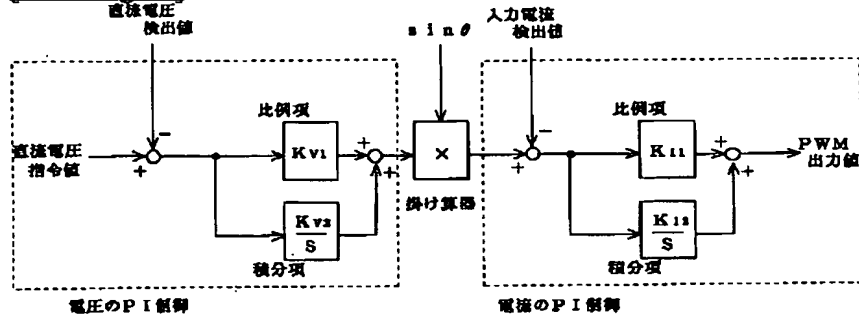 直流電圧
検出値
sinθ
入力電流
検出値
比例項
比例項
直流電圧
指令値
−
+
KV1
+
+
×
掛け算器
−
+
KI1
+
+
PWM
出力値
KV2
S
積分項
KI2
S
積分項
電圧のPI制御
電流のPI制御